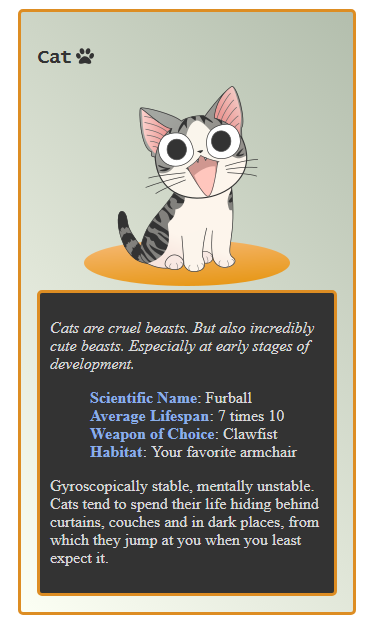 Cat
Cats are cruel beasts. But also incredibly
cute beasts. Especially at early stages of
development.
Scientific Name: Furball
Average Lifespan: 7 times 10
Weapon of Choice: Clawfist
Habitat: Your favorite armchair
Gyroscopically stable, mentally unstable.
Cats tend to spend their life hiding behind
curtains, couches and in dark places, from
which they jump at you when you least
expect it.